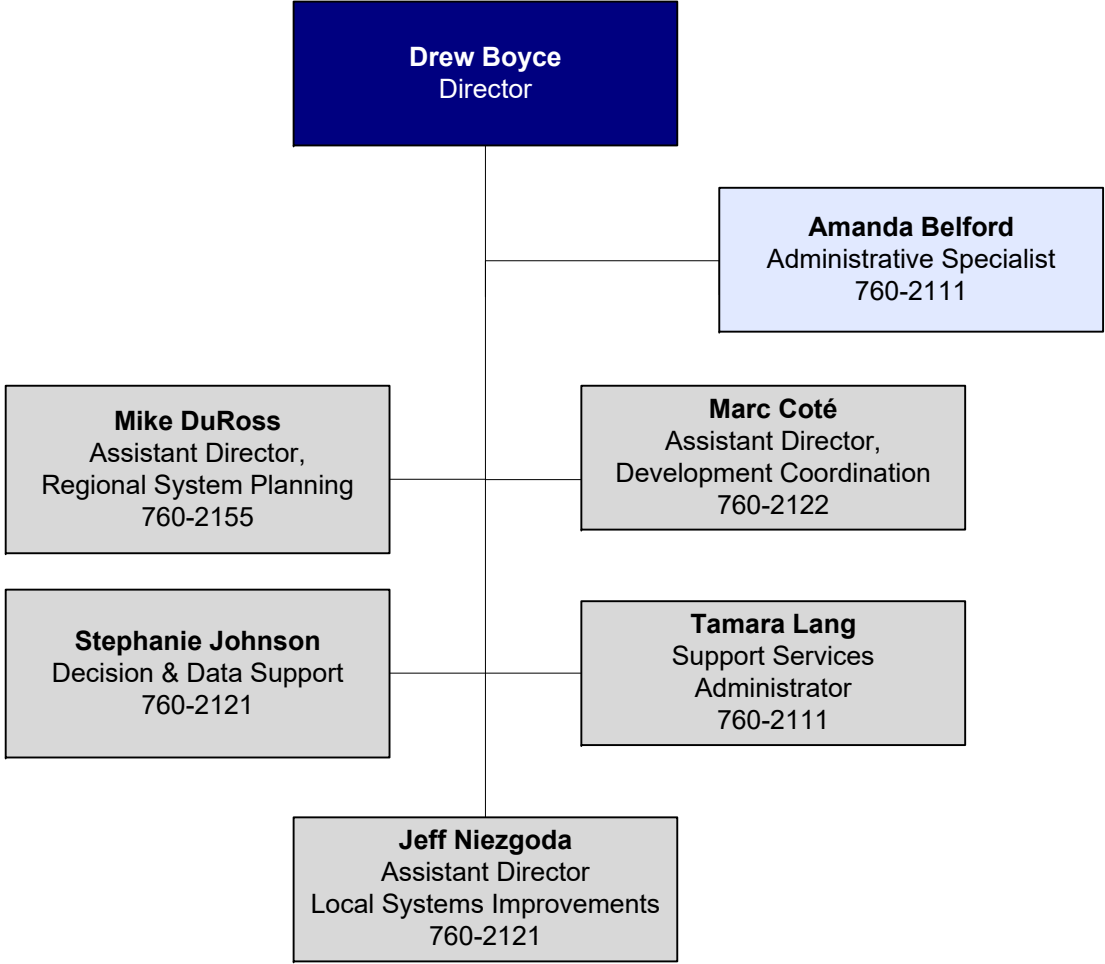 Drew Boyce
Director
Amanda Belford
Administrative Specialist
760-2111
Mike DuRoss
Assistant Director,
Regional System Planning
760-2155
Marc Coté
Assistant Director,
Development Coordination
760-2122
Stephanie Johnson
Decision & Data Support
760-2121
Tamara Lang
Support Services
Administrator
760-2111
Jeff Niezgoda
Assistant Director
Local Systems Improvements
760-2121